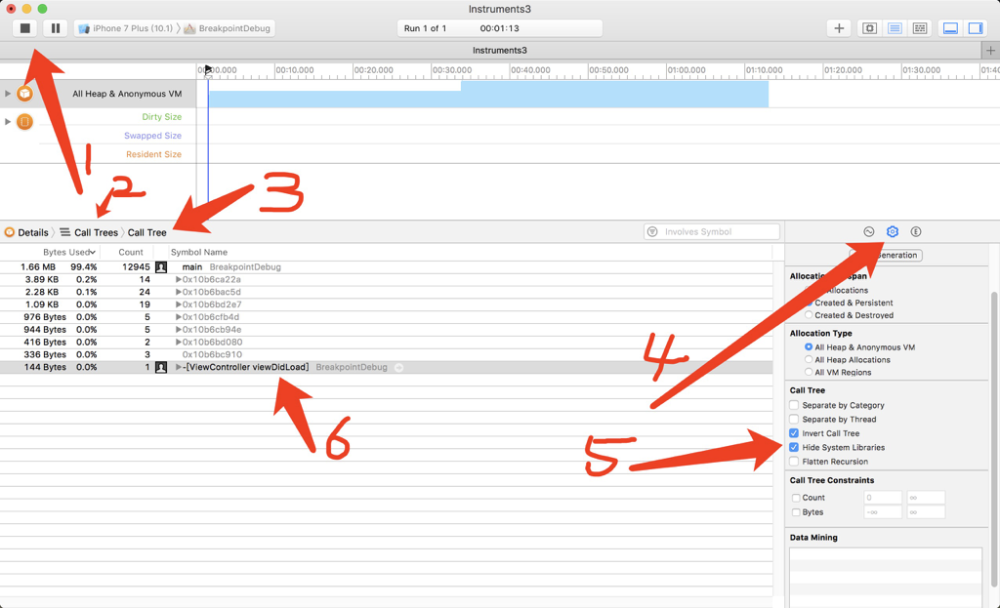 Instruments3
iPhone 7 Plus (10.1) BreakpointDebug
Run 1 of 1 00:01:13
Instruments3
00:00.000 00:10.000 00:20.000 00:30.000 00:40.000 00:50.000 01:00.000 01:10.000 01:20.000 01:30.000 01:40
All Heap & Anonymous VM
Dirty Size
Swapped Size
Resident Size
1
2
3
Details Call Trees Call Tree
Involves Symbol
Bytes Used Count Symbol Name
1.66 MB 99.4% 12945 main BreakpointDebug
3.89 KB 0.2% 14 0x10b6ca22a
2.28 KB 0.1% 24 0x10b6bac5d
1.09 KB 0.0% 19 0x10b6bd2e7
976 Bytes 0.0% 5 0x10b6cfb4d
944 Bytes 0.0% 5 0x10b6cb94e
416 Bytes 0.0% 2 0x10b6bd080
336 Bytes 0.0% 3 0x10b6bc910
144 Bytes 0.0% 1 -[ViewController viewDidLoad] BreakpointDebug
4
5
6
E
eneration
Allocatio span
llocations
Created & Persistent
Created & Destroyed
Allocation Type
All Heap & Anonymous VM
All Heap Allocations
All VM Regions
Call Tree
Separate by Category
Separate by Thread
Invert Call Tree
Hide System Libraries
Flatten Recursion
Call Tree Constraints
Count 0 ∞
Bytes -∞ ∞
Data Mining